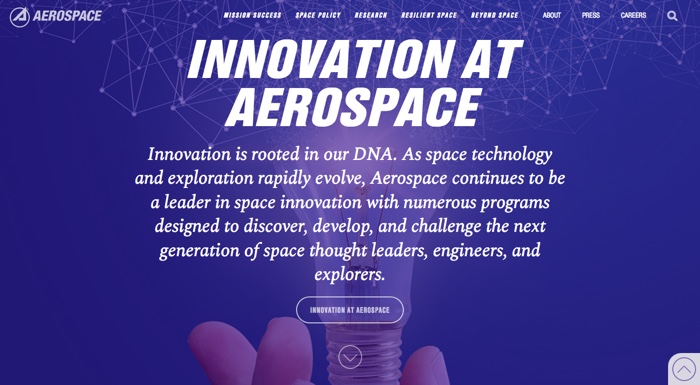 AEROSPACE
MISSION SUCCESS SPACE POLICY RESEARCH RESILIENT SPACE BEYOND SPACE ABOUT PRESS CAREERS
INNOVATION AT
AEROSPACE
Innovation is rooted in our DNA. As space technology
and exploration rapidly evolve, Aerospace continues to be
a leader in space innovation with numerous programs
designed to discover, develop, and challenge the next
generation of space thought leaders, engineers, and
explorers.
INNOVATION AT AEROSPACE